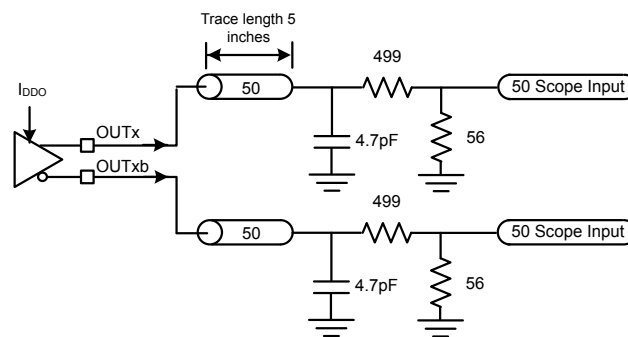 Trace length 5
inches
IDDO
50
499
50 Scope Input
OUTx
4.7pF
56
OUTxb
499
50
50 Scope Input
4.7pF
56